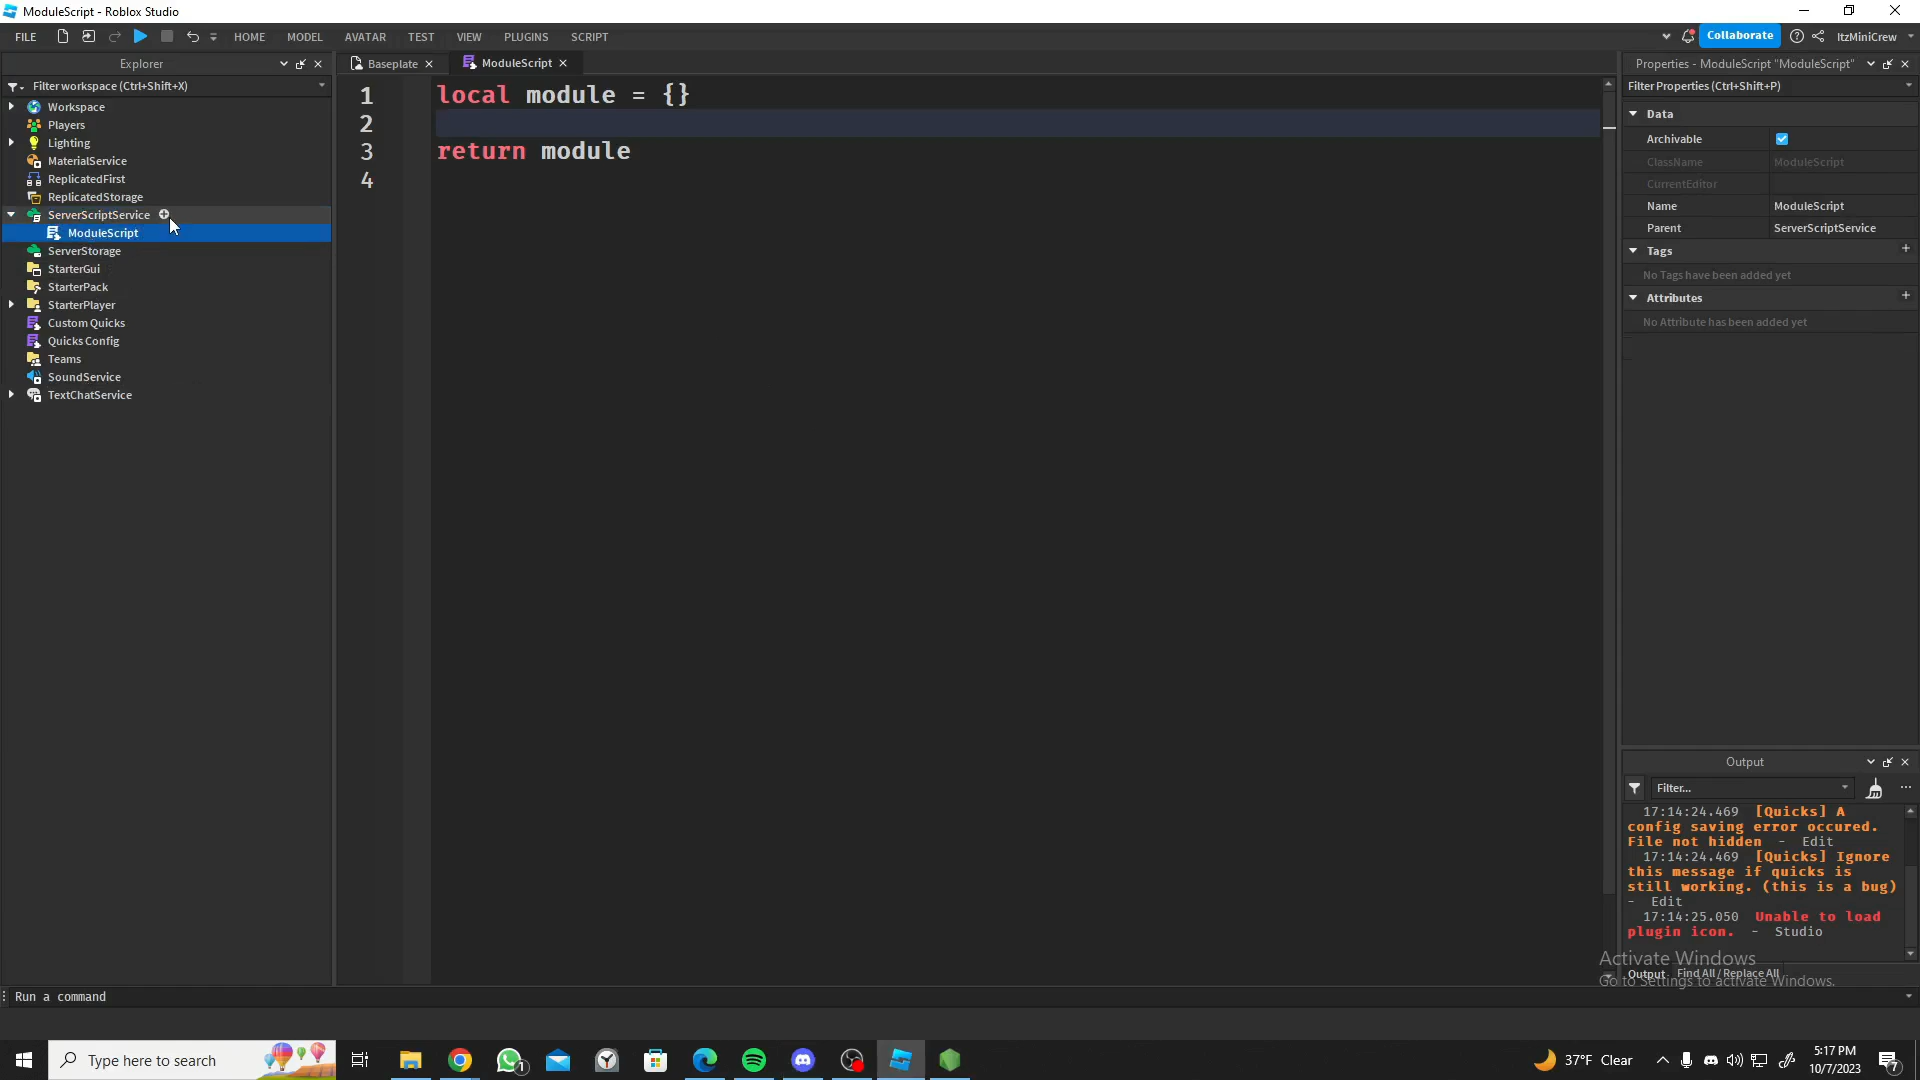 ModuleScript - Roblox Studio
FILE HOME MODEL AVATAR TEST VIEW PLUGINS SCRIPT Collaborate ItzMiniCrew
Explorer
Filter workspace (Ctrl+Shift+X)
Workspace
Players
Lighting
MaterialService
ReplicatedFirst
ReplicatedStorage
ServerScriptService
ModuleScript
ServerStorage
StarterGui
StarterPack
StarterPlayer
Custom Quicks
Quicks Config
Teams
SoundService
TextChatService
Baseplate ModuleScript
1 local module = {}
2
3 return module
4
Properties - ModuleScript "ModuleScript"
Filter Properties (Ctrl+Shift+P)
Data
Archivable
ClassName ModuleScript
CurrentEditor
Name ModuleScript
Parent ServerScriptService
Tags
No Tags have been added yet
Attributes
No Attribute has been added yet
Output
Filter...
17:14:24.469 [Quicks] A
config saving error occured.
File not hidden - Edit
17:14:24.469 [Quicks] Ignore
this message if quicks is
still working. (this is a bug)
- Edit
17:14:25.050 Unable to load
plugin icon. - Studio
Activate Windows
Go to Settings to activate Windows.
Output Find All / Replace All
Run a command
Type here to search
1
37°F Clear
5:17 PM
10/7/2023
7